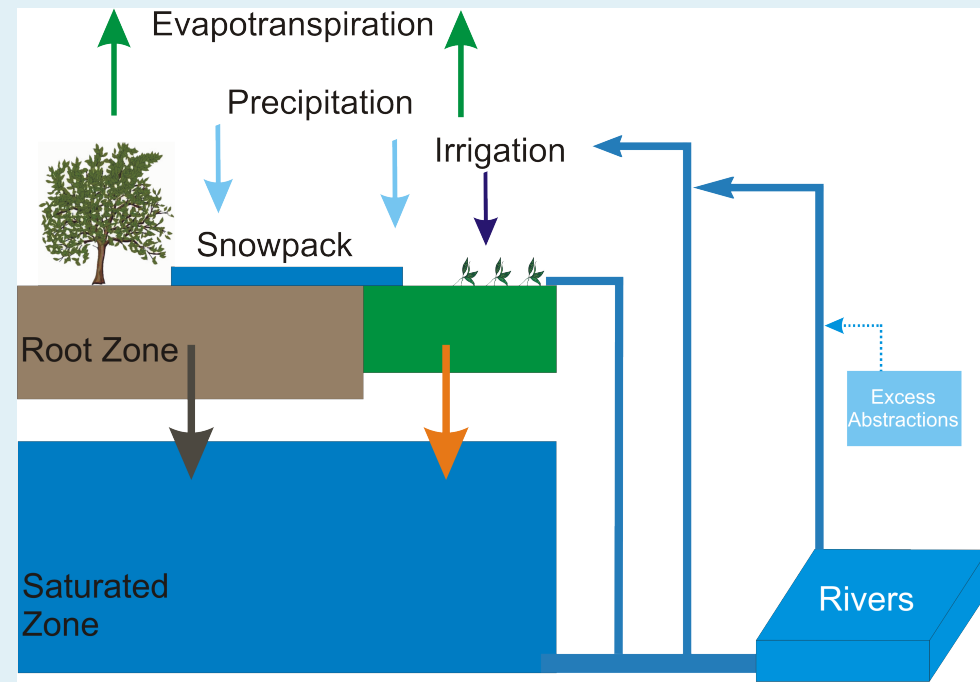 Evapotranspiration
Precipitation
Irrigation
Snowpack
Root Zone
Excess
Abstractions
Saturated
Zone
Rivers